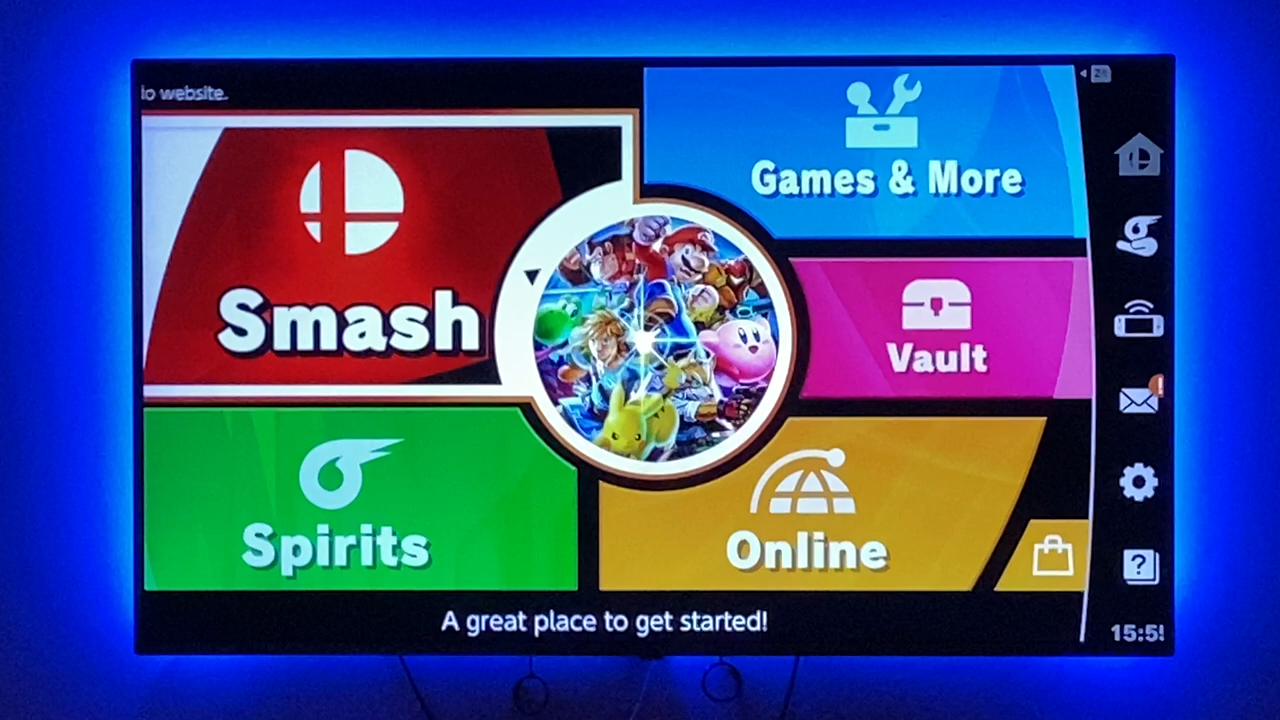 io website.
Games & More
Smash
Vault
Spirits
Online
?
A great place to get started!